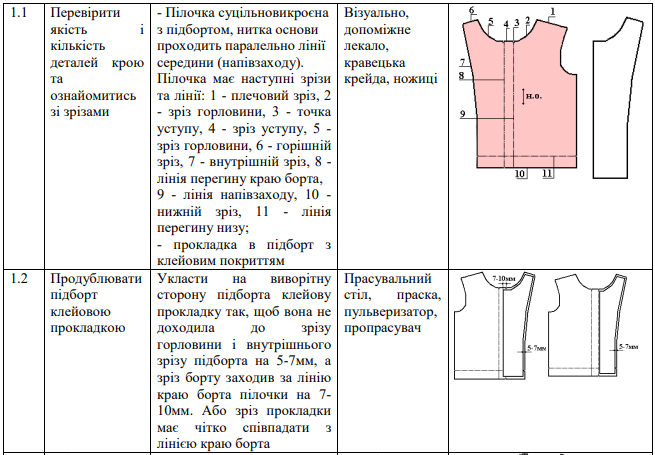 1.1
Перевірити
якість і
кількість
деталей крою
та
ознайомитись
зі зрізами
- Пілочка суцільновикроєна
з підбортом, нитка основи
проходить паралельно лінії
середини (напівзаходу).
Пілочка має наступні зрізи
та лінії: 1 - плечовий зріз, 2
- зріз горловини, 3 – точка
уступу, 4 – зріз уступу, 5 -
зріз горловини, 6 - горішній
зріз, 7 - внутрішній зріз, 8 -
лінія перегину краю борта,
9 - лінія напівзаходу, 10 -
нижній зріз, 11 - лінія
перегину низу;
- прокладка в підборт з
клейовим покриттям
Візуально,
допоміжне
лекало,
кравецька
крейда, ножиці
6
5
4
3
2
1
7
8
н.о.
9
10
11
1.2
Продублювати
підборт
клейовою
прокладкою
Укласти на виворітну
сторону підборта клейову
прокладку так, щоб вона не
доходила до зрізу
горловини і внутрішнього
зрізу підборта на 5-7мм, а
зріз борту заходив за лінію
краю борта пілочки на 7-
10мм. Або зріз прокладки
має чітко співпадати з
лінією краю борта
Прасувальний
стіл, праска,
пульверизатор,
пропрасувач
7-10мм
5-7мм
5-7мм